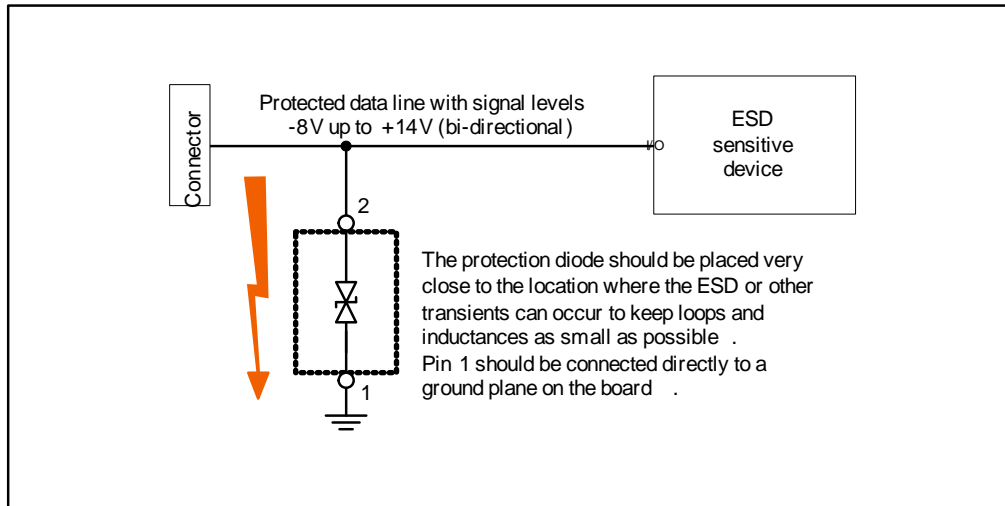 Connector
Protected data line with signal levels
-8V up to +14V (bi-directional)
I/O
ESD
sensitive
device
2
The protection diode should be placed very
close to the location where the ESD or other
transients can occur to keep loops and
inductances as small as possible .
Pin 1 should be connected directly to a
ground plane on the board .
1